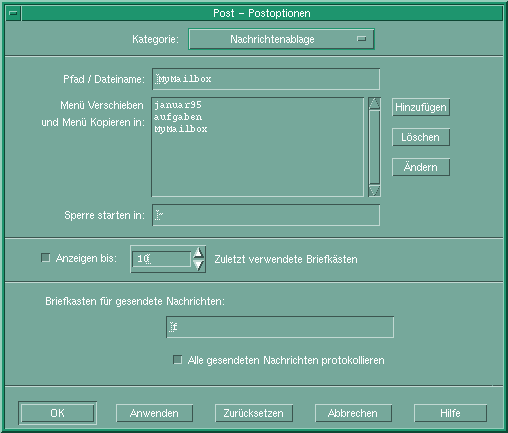 Post – Postoptionen
Kategorie: Nachrichtenablage
Pfad / Dateiname: MyMailbox
Menü Verschieben
und Menü Kopieren in:
januar95
aufgaben
MyMailbox
Hinzufügen
Löschen
Ändern
Sperre starten in: ~
Anzeigen bis: 10 Zuletzt verwendete Briefkästen
Briefkasten für gesendete Nachrichten:
Alle gesendeten Nachrichten protokollieren
OK Anwenden Zurücksetzen Abbrechen Hilfe